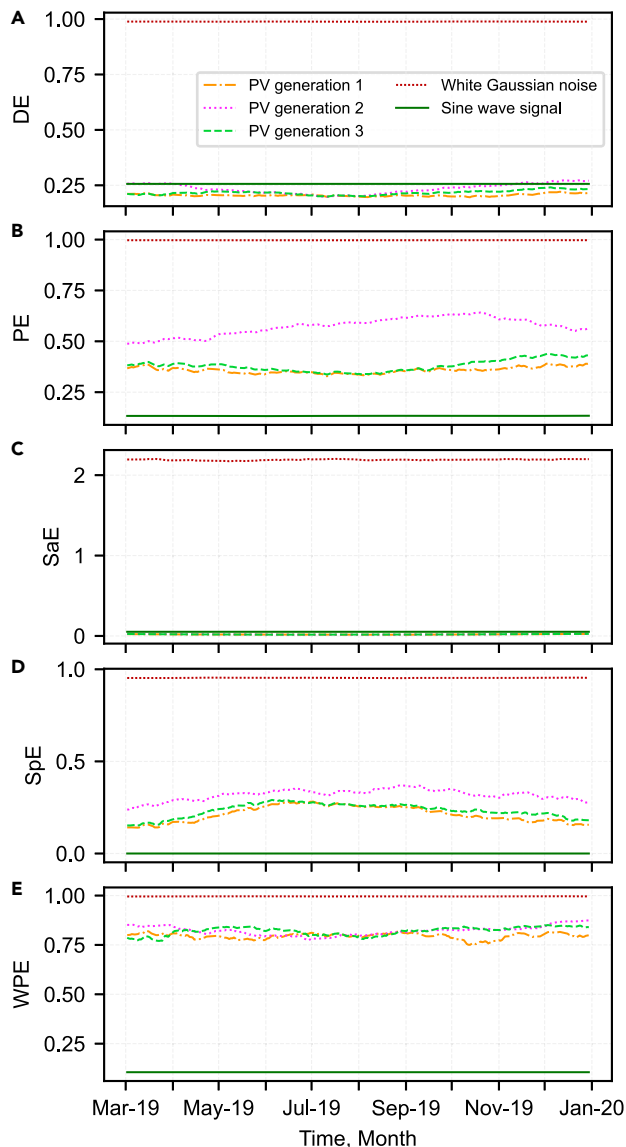 A
1.00
0.75
0.50
0.25
DE
PV generation 1
PV generation 2
PV generation 3
White Gaussian noise
Sine wave signal
B
1.00
0.75
0.50
0.25
PE
C
2
1
0
SaE
D
1.0
0.5
0.0
SpE
E
1.00
0.75
0.50
0.25
WPE
Mar-19 May-19 Jul-19 Sep-19 Nov-19 Jan-20
Time, Month